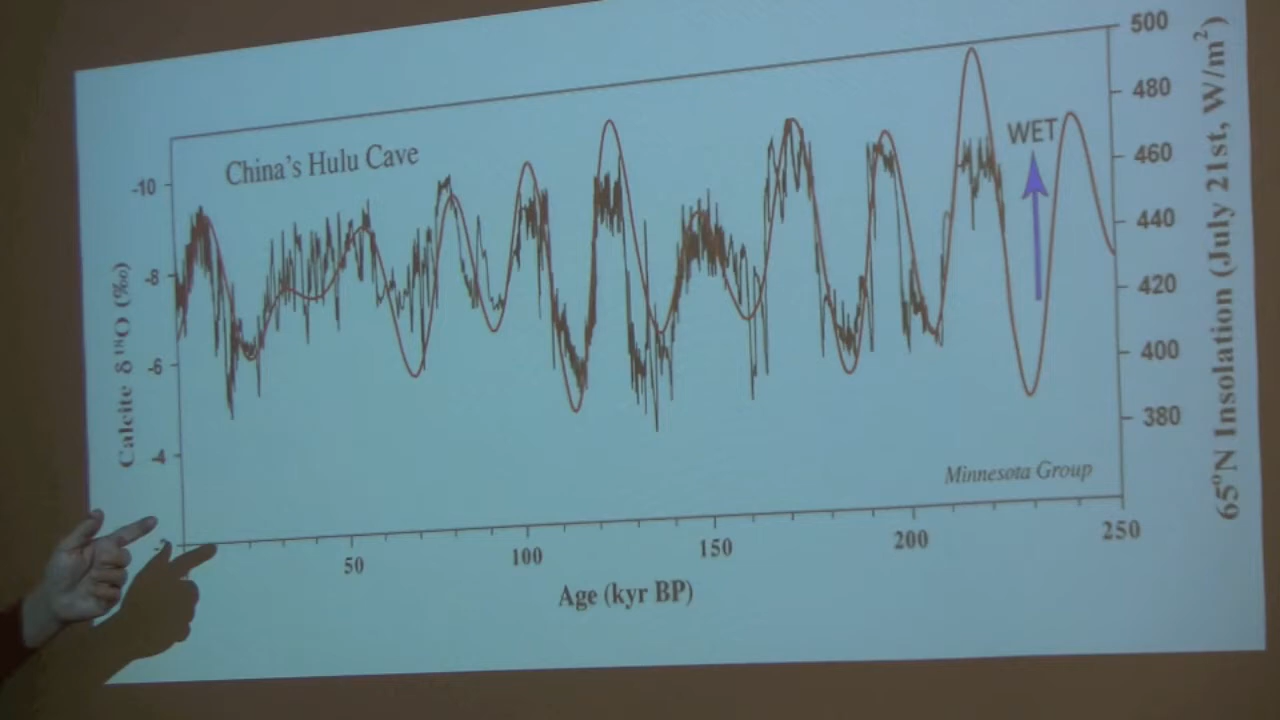 China's Hulu Cave
WET
Minnesota Group
Calcite δ¹⁸O (‰)
-10
-8
-6
-4
500
480
460
440
420
400
380
65°N Insolation (July 21st, W/m²)
50
100
150
200
250
Age (kyr BP)